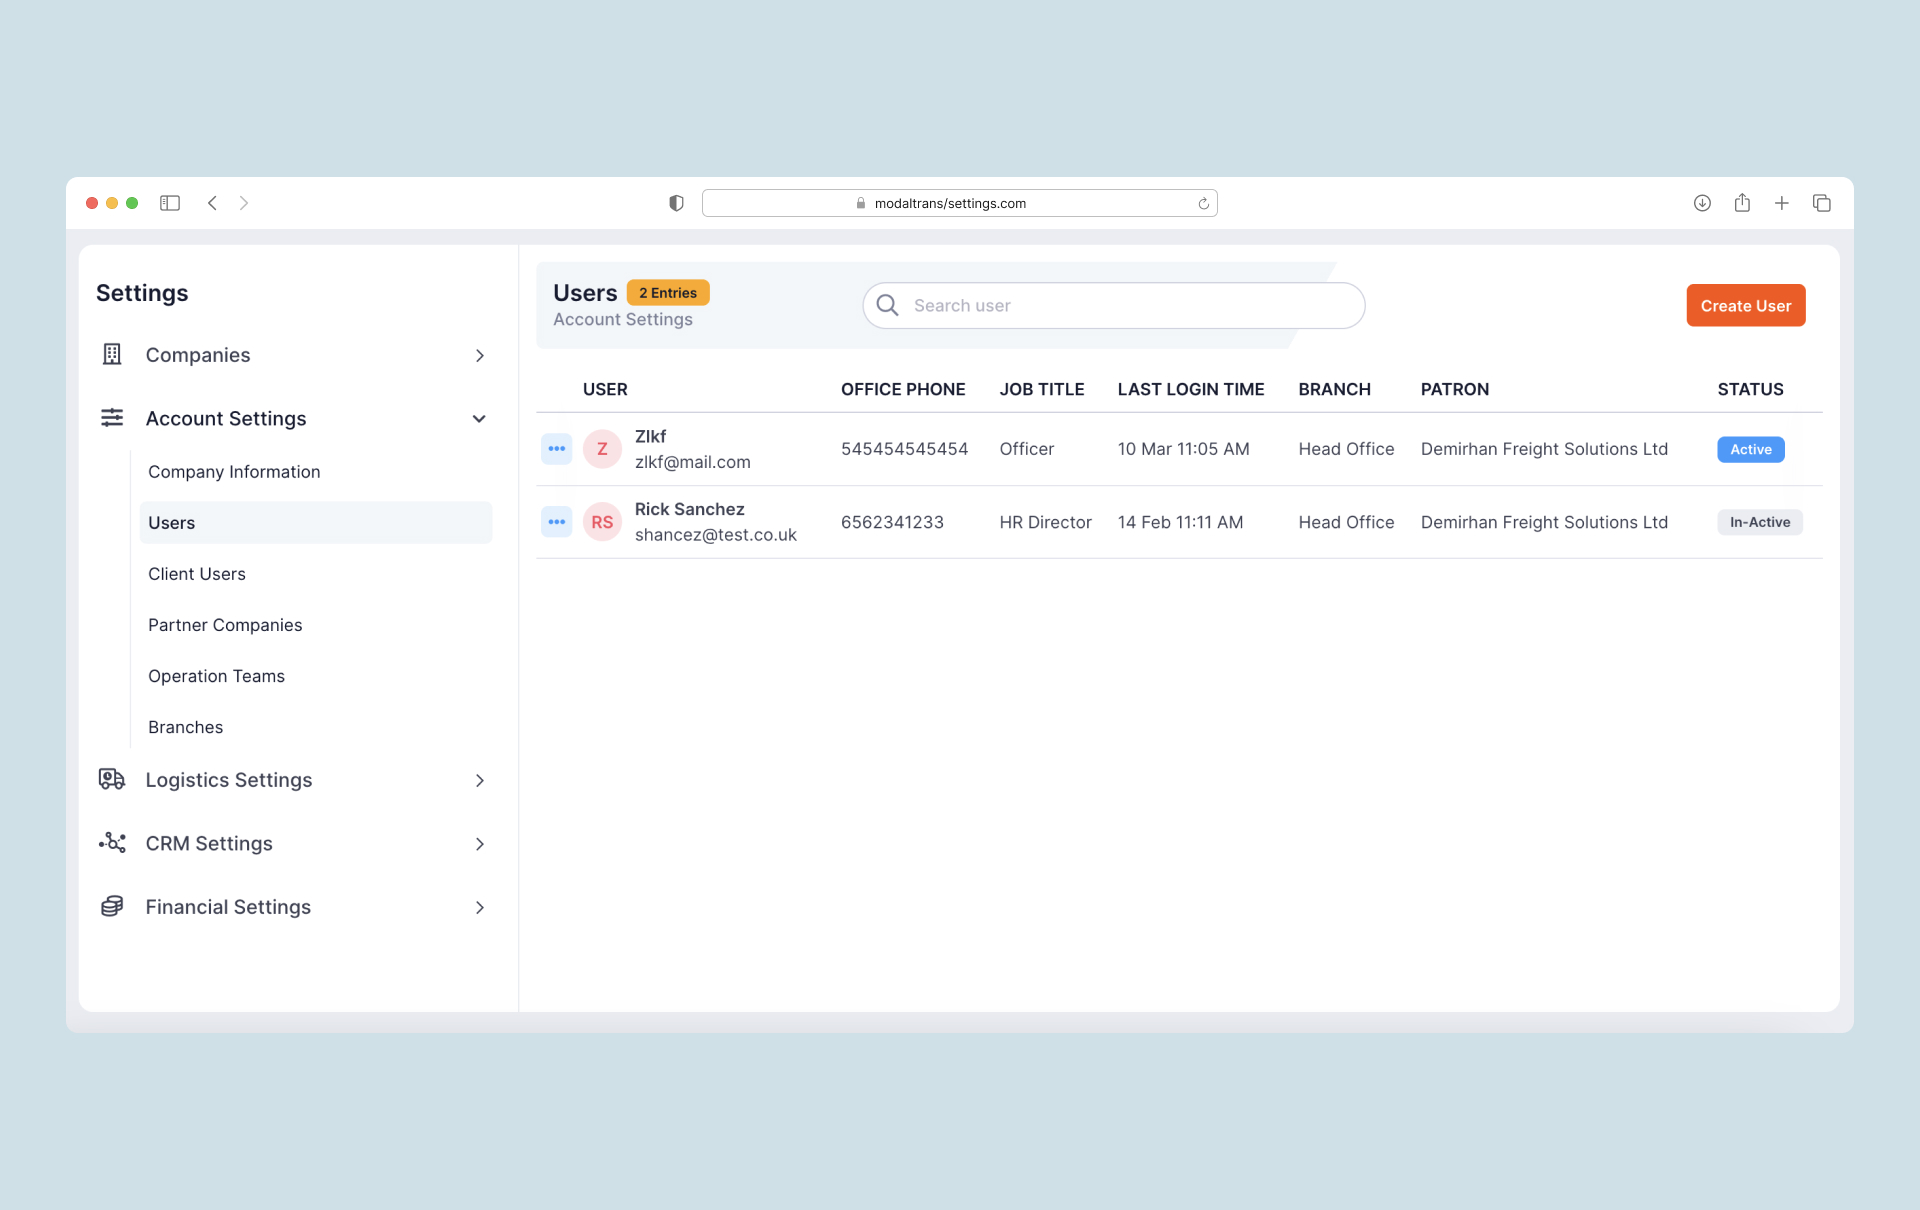 modaltrans/settings.com
Settings
Companies
Account Settings
Company Information
Users
Client Users
Partner Companies
Operation Teams
Branches
Logistics Settings
CRM Settings
Financial Settings
Users 2 Entries
Account Settings
Search user
Create User
USER OFFICE PHONE JOB TITLE LAST LOGIN TIME BRANCH PATRON STATUS
Z Zlkf
zlkf@mail.com
545454545454 Officer 10 Mar 11:05 AM Head Office Demirhan Freight Solutions Ltd Active
RS Rick Sanchez
shancez@test.co.uk
6562341233 HR Director 14 Feb 11:11 AM Head Office Demirhan Freight Solutions Ltd In-Active